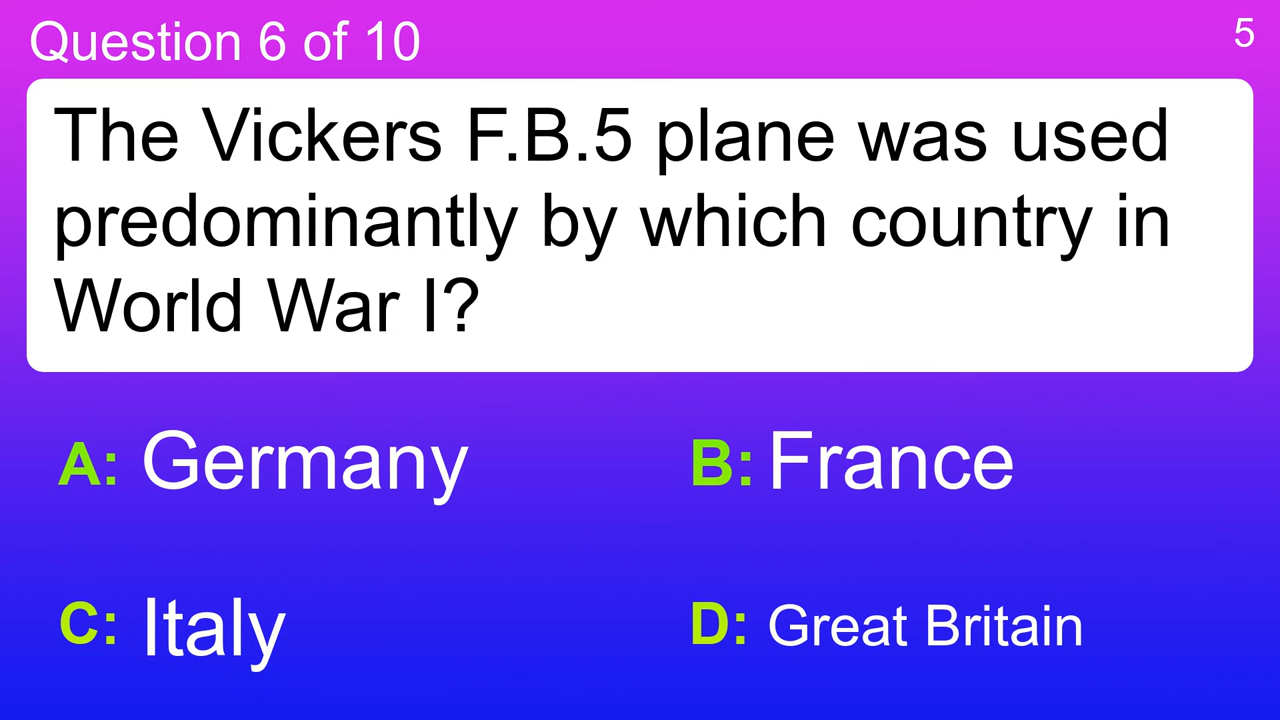 Question 6 of 10
5
The Vickers F.B.5 plane was used
predominantly by which country in
World War I?
A: Germany
B: France
C: Italy
D: Great Britain